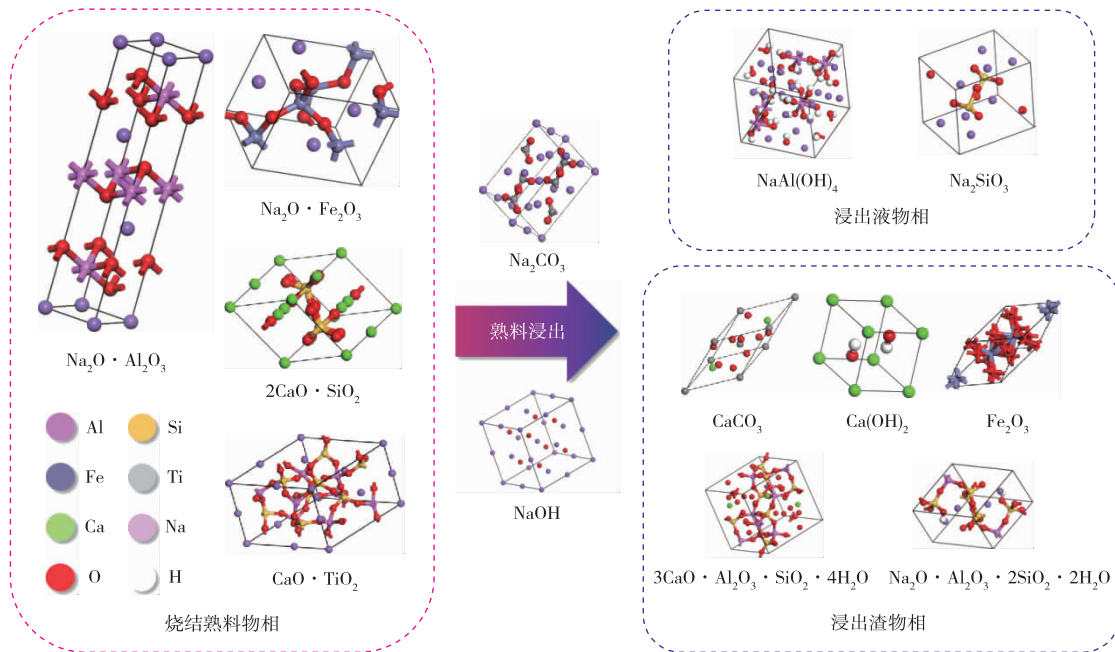 Na₂O · Al₂O₃
Na₂O · Fe₂O₃
2CaO · SiO₂
CaO · TiO₂
Al
Si
Fe
Ti
Ca
Na
O
H
烧结熟料物相
Na₂CO₃
熟料浸出
NaOH
NaAl(OH)₄
Na₂SiO₃
浸出液物相
CaCO₃
Ca(OH)₂
Fe₂O₃
3CaO · Al₂O₃ · SiO₂ · 4H₂O
Na₂O · Al₂O₃ · 2SiO₂ · 2H₂O
浸出渣物相